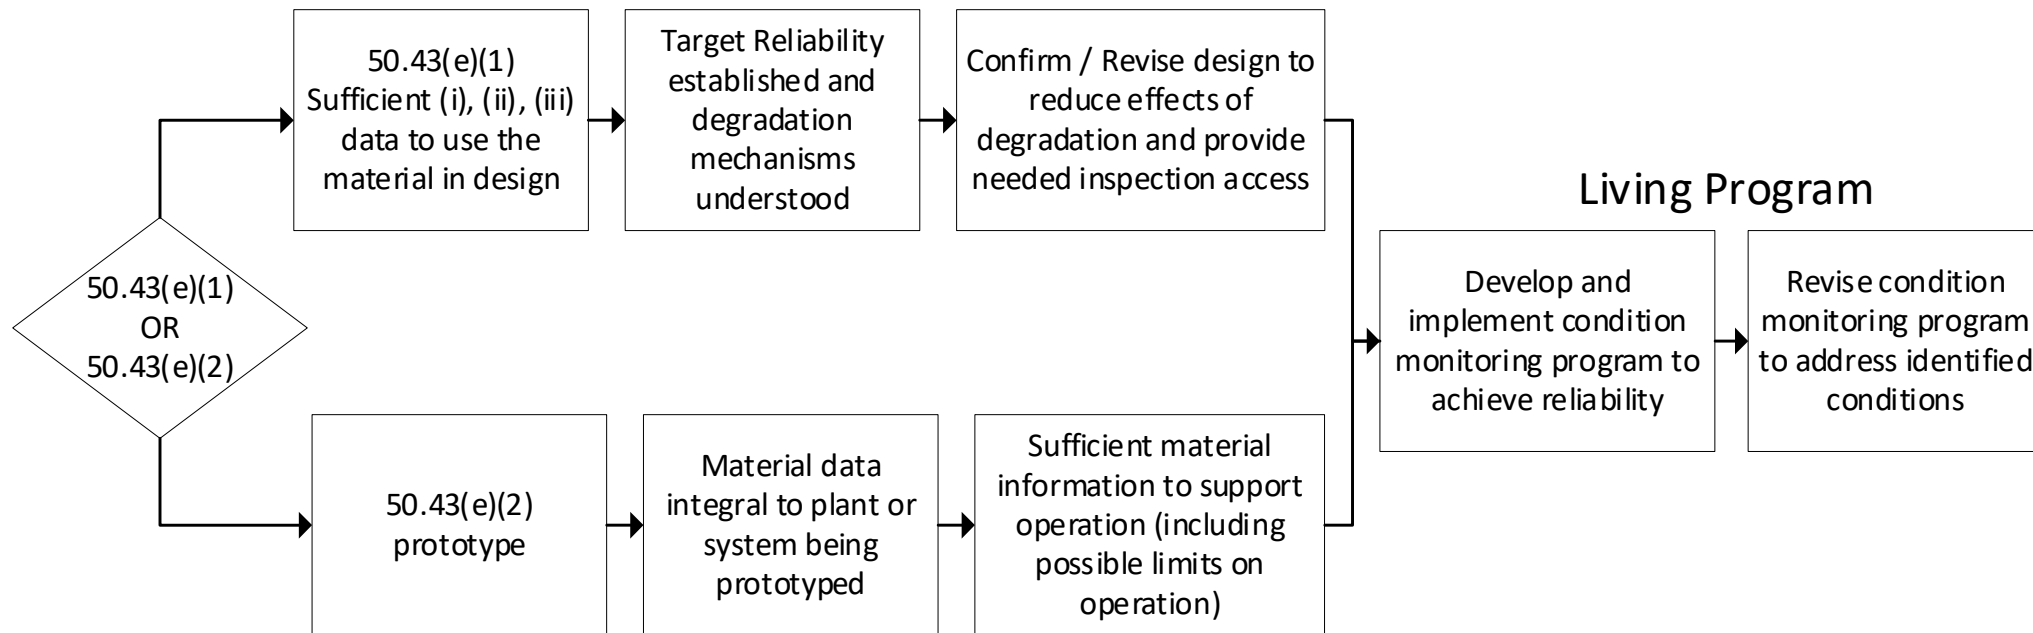 50.43(e)(1)
OR
50.43(e)(2)
50.43(e)(1)
Sufficient (i), (ii), (iii)
data to use the
material in design
Target Reliability
established and
degradation
mechanisms
understood
Confirm / Revise design to
reduce effects of
degradation and provide
needed inspection access
50.43(e)(2)
prototype
Material data
integral to plant or
system being
prototyped
Sufficient material
information to support
operation (including
possible limits on
operation)
Living Program
Develop and
implement condition
monitoring program to
achieve reliability
Revise condition
monitoring program
to address identified
conditions